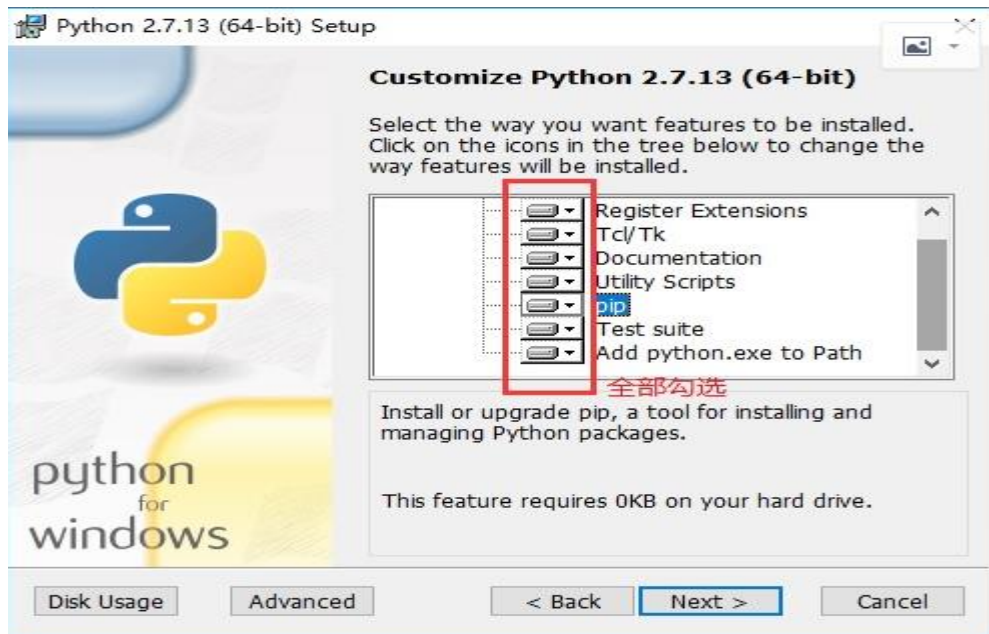 Python 2.7.13 (64-bit) Setup
Customize Python 2.7.13 (64-bit)
Select the way you want features to be installed.
Click on the icons in the tree below to change the
way features will be installed.
Register Extensions
Tcl/Tk
Documentation
Utility Scripts
pip
Test suite
Add python.exe to Path
全部勾选
Install or upgrade pip, a tool for installing and
managing Python packages.
This feature requires 0KB on your hard drive.
python
for
windows
Disk Usage
Advanced
< Back
Next >
Cancel